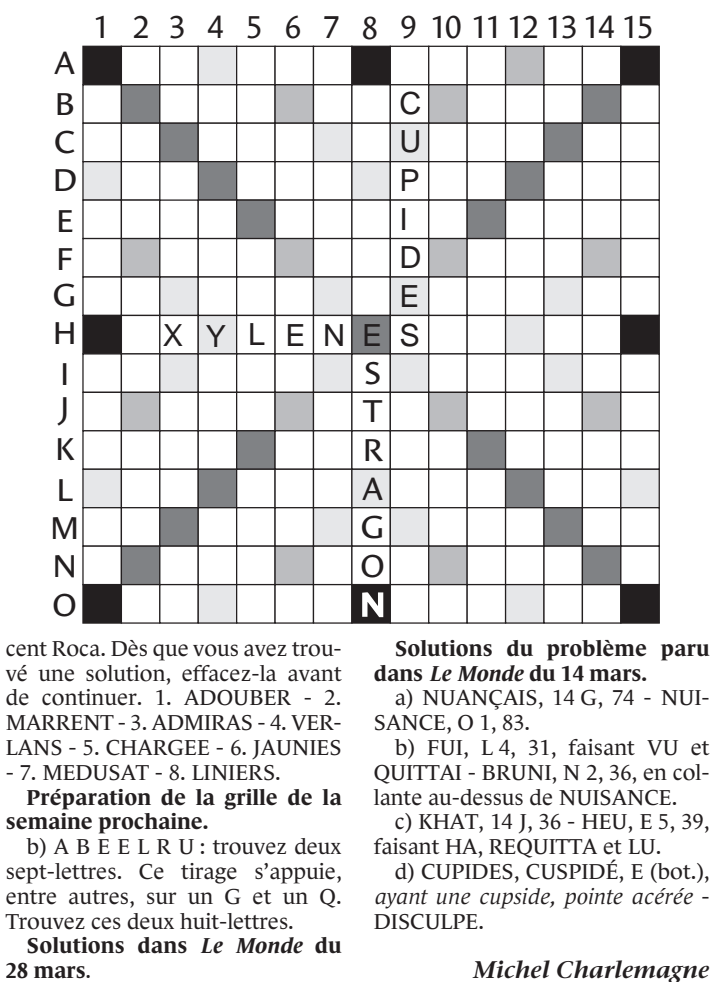 1 2 3 4 5 6 7 8 9 10 11 12 13 14 15
A
B C
C U
D P
E I
F D
G E
H X Y L E N E S
I S
J T
K R
L A
M G
N O
O N
cent Roca. Dès que vous avez trou-
vé une solution, effacez-la avant
de continuer. 1. ADOUBER - 2.
MARRENT - 3. ADMIRAS - 4. VER-
LANS - 5. CHARGEE - 6. JAUNIES
- 7. MEDUSAT - 8. LINIERS.
Préparation de la grille de la
semaine prochaine.
b) A B E E L R U : trouvez deux
sept-lettres. Ce tirage s'appuie,
entre autres, sur un G et un Q.
Trouvez ces deux huit-lettres.
Solutions dans Le Monde du
28 mars.
Solutions du problème paru
dans Le Monde du 14 mars.
a) NUANÇAIS, 14 G, 74 - NUI-
SANCE, O 1, 83.
b) FUI, L 4, 31, faisant VU et
QUITTAI - BRUNI, N 2, 36, en col-
lante au-dessus de NUISANCE.
c) KHAT, 14 J, 36 - HEU, E 5, 39,
faisant HA, REQUITTA et LU.
d) CUPIDES, CUSPIDÉ, E (bot.),
ayant une cupside, pointe acérée -
DISCULPE.
Michel Charlemagne